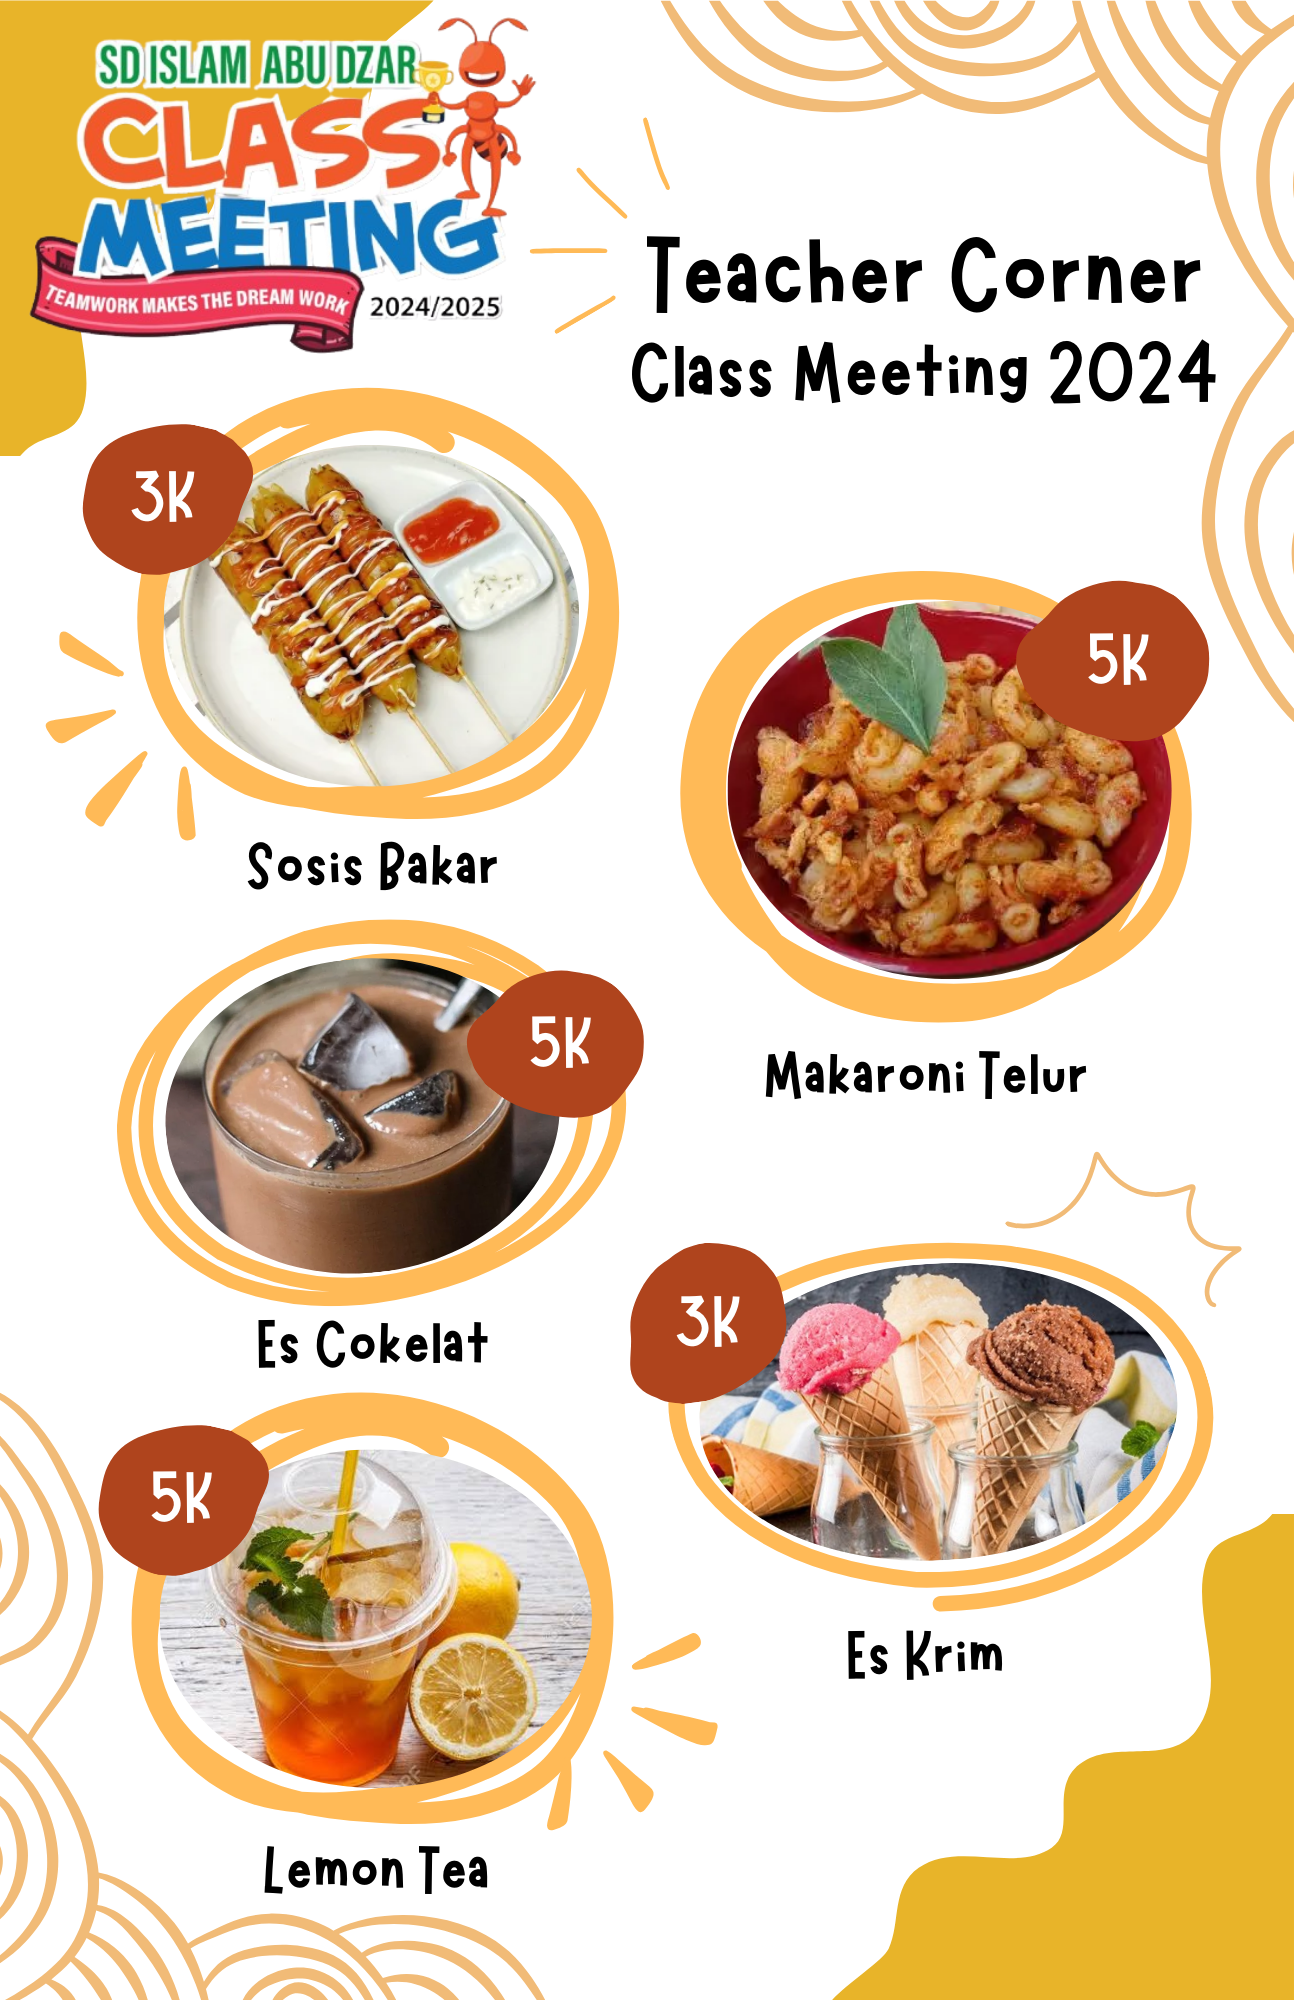 SD ISLAM ABU DZAR
CLASS
MEETING
TEAMWORK MAKES THE DREAM WORK
2024/2025
Teacher Corner
Class Meeting 2024
3K
Sosis Bakar
5K
Makaroni Telur
5K
Es Cokelat
3K
Es Krim
5K
Lemon Tea